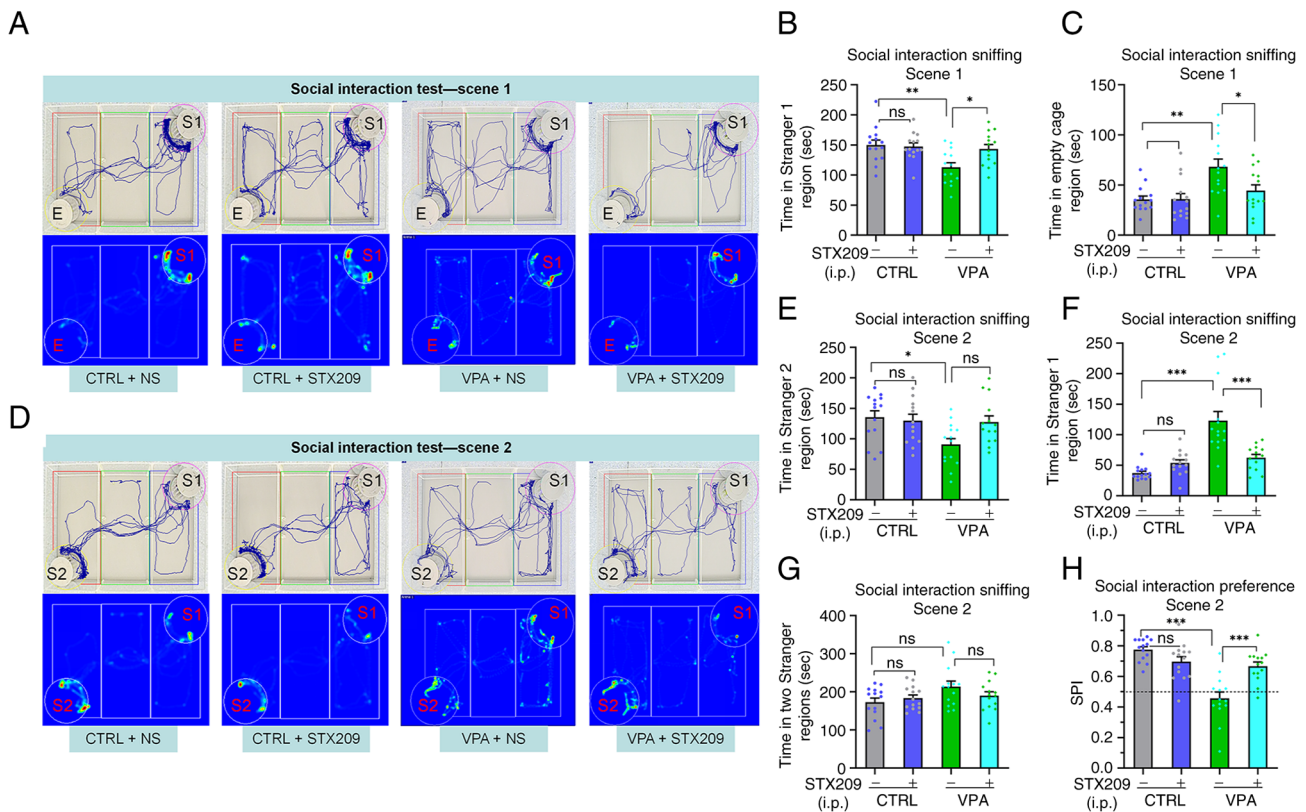 A
Social interaction test—scene 1
S1
S1
S1
S1
E
E
E
E
S1
S1
S1
S1
E
E
E
E
CTRL + NS
CTRL + STX209
VPA + NS
VPA + STX209
D
Social interaction test—scene 2
S1
S1
S1
S1
S2
S2
S2
S2
S1
S1
S1
S1
S2
S2
S2
S2
CTRL + NS
CTRL + STX209
VPA + NS
VPA + STX209
B
Social interaction sniffing
Scene 1
Time in Stranger 1
region (sec)
250
200
150
100
50
0
**
ns
*
STX209
(i.p.)
− + − +
CTRL
VPA
C
Social interaction sniffing
Scene 1
Time in empty cage
region (sec)
150
100
50
0
**
*
STX209
(i.p.)
− + − +
CTRL
VPA
E
Social interaction sniffing
Scene 2
Time in Stranger 2
region (sec)
250
200
150
100
50
0
*
ns
ns
STX209
(i.p.)
− + − +
CTRL
VPA
F
Social interaction sniffing
Scene 2
Time in Stranger 1
region (sec)
250
200
150
100
50
0
***
ns
***
STX209
(i.p.)
− + − +
CTRL
VPA
G
Social interaction sniffing
Scene 2
Time in two Stranger
regions (sec)
400
300
200
100
0
ns
ns
ns
STX209
(i.p.)
− + − +
CTRL
VPA
H
Social interaction preference
Scene 2
SPI
1.0
0.8
0.6
0.4
0.2
0.0
***
ns
***
STX209
(i.p.)
− + − +
CTRL
VPA